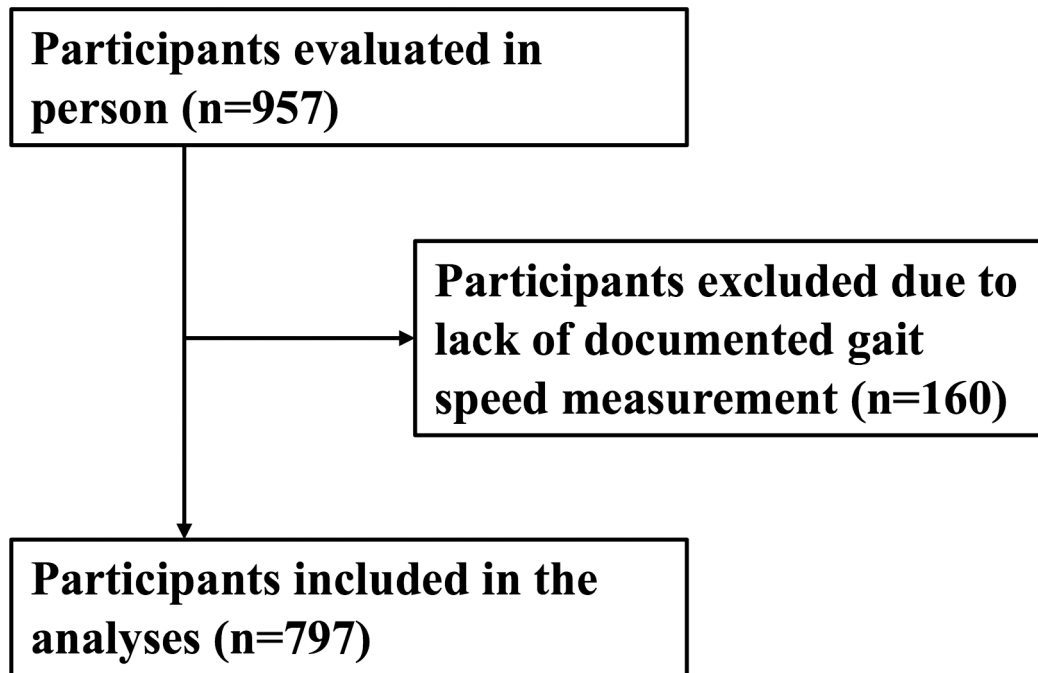 Participants evaluated in
person (n=957)
Participants excluded due to
lack of documented gait
speed measurement (n=160)
Participants included in the
analyses (n=797)